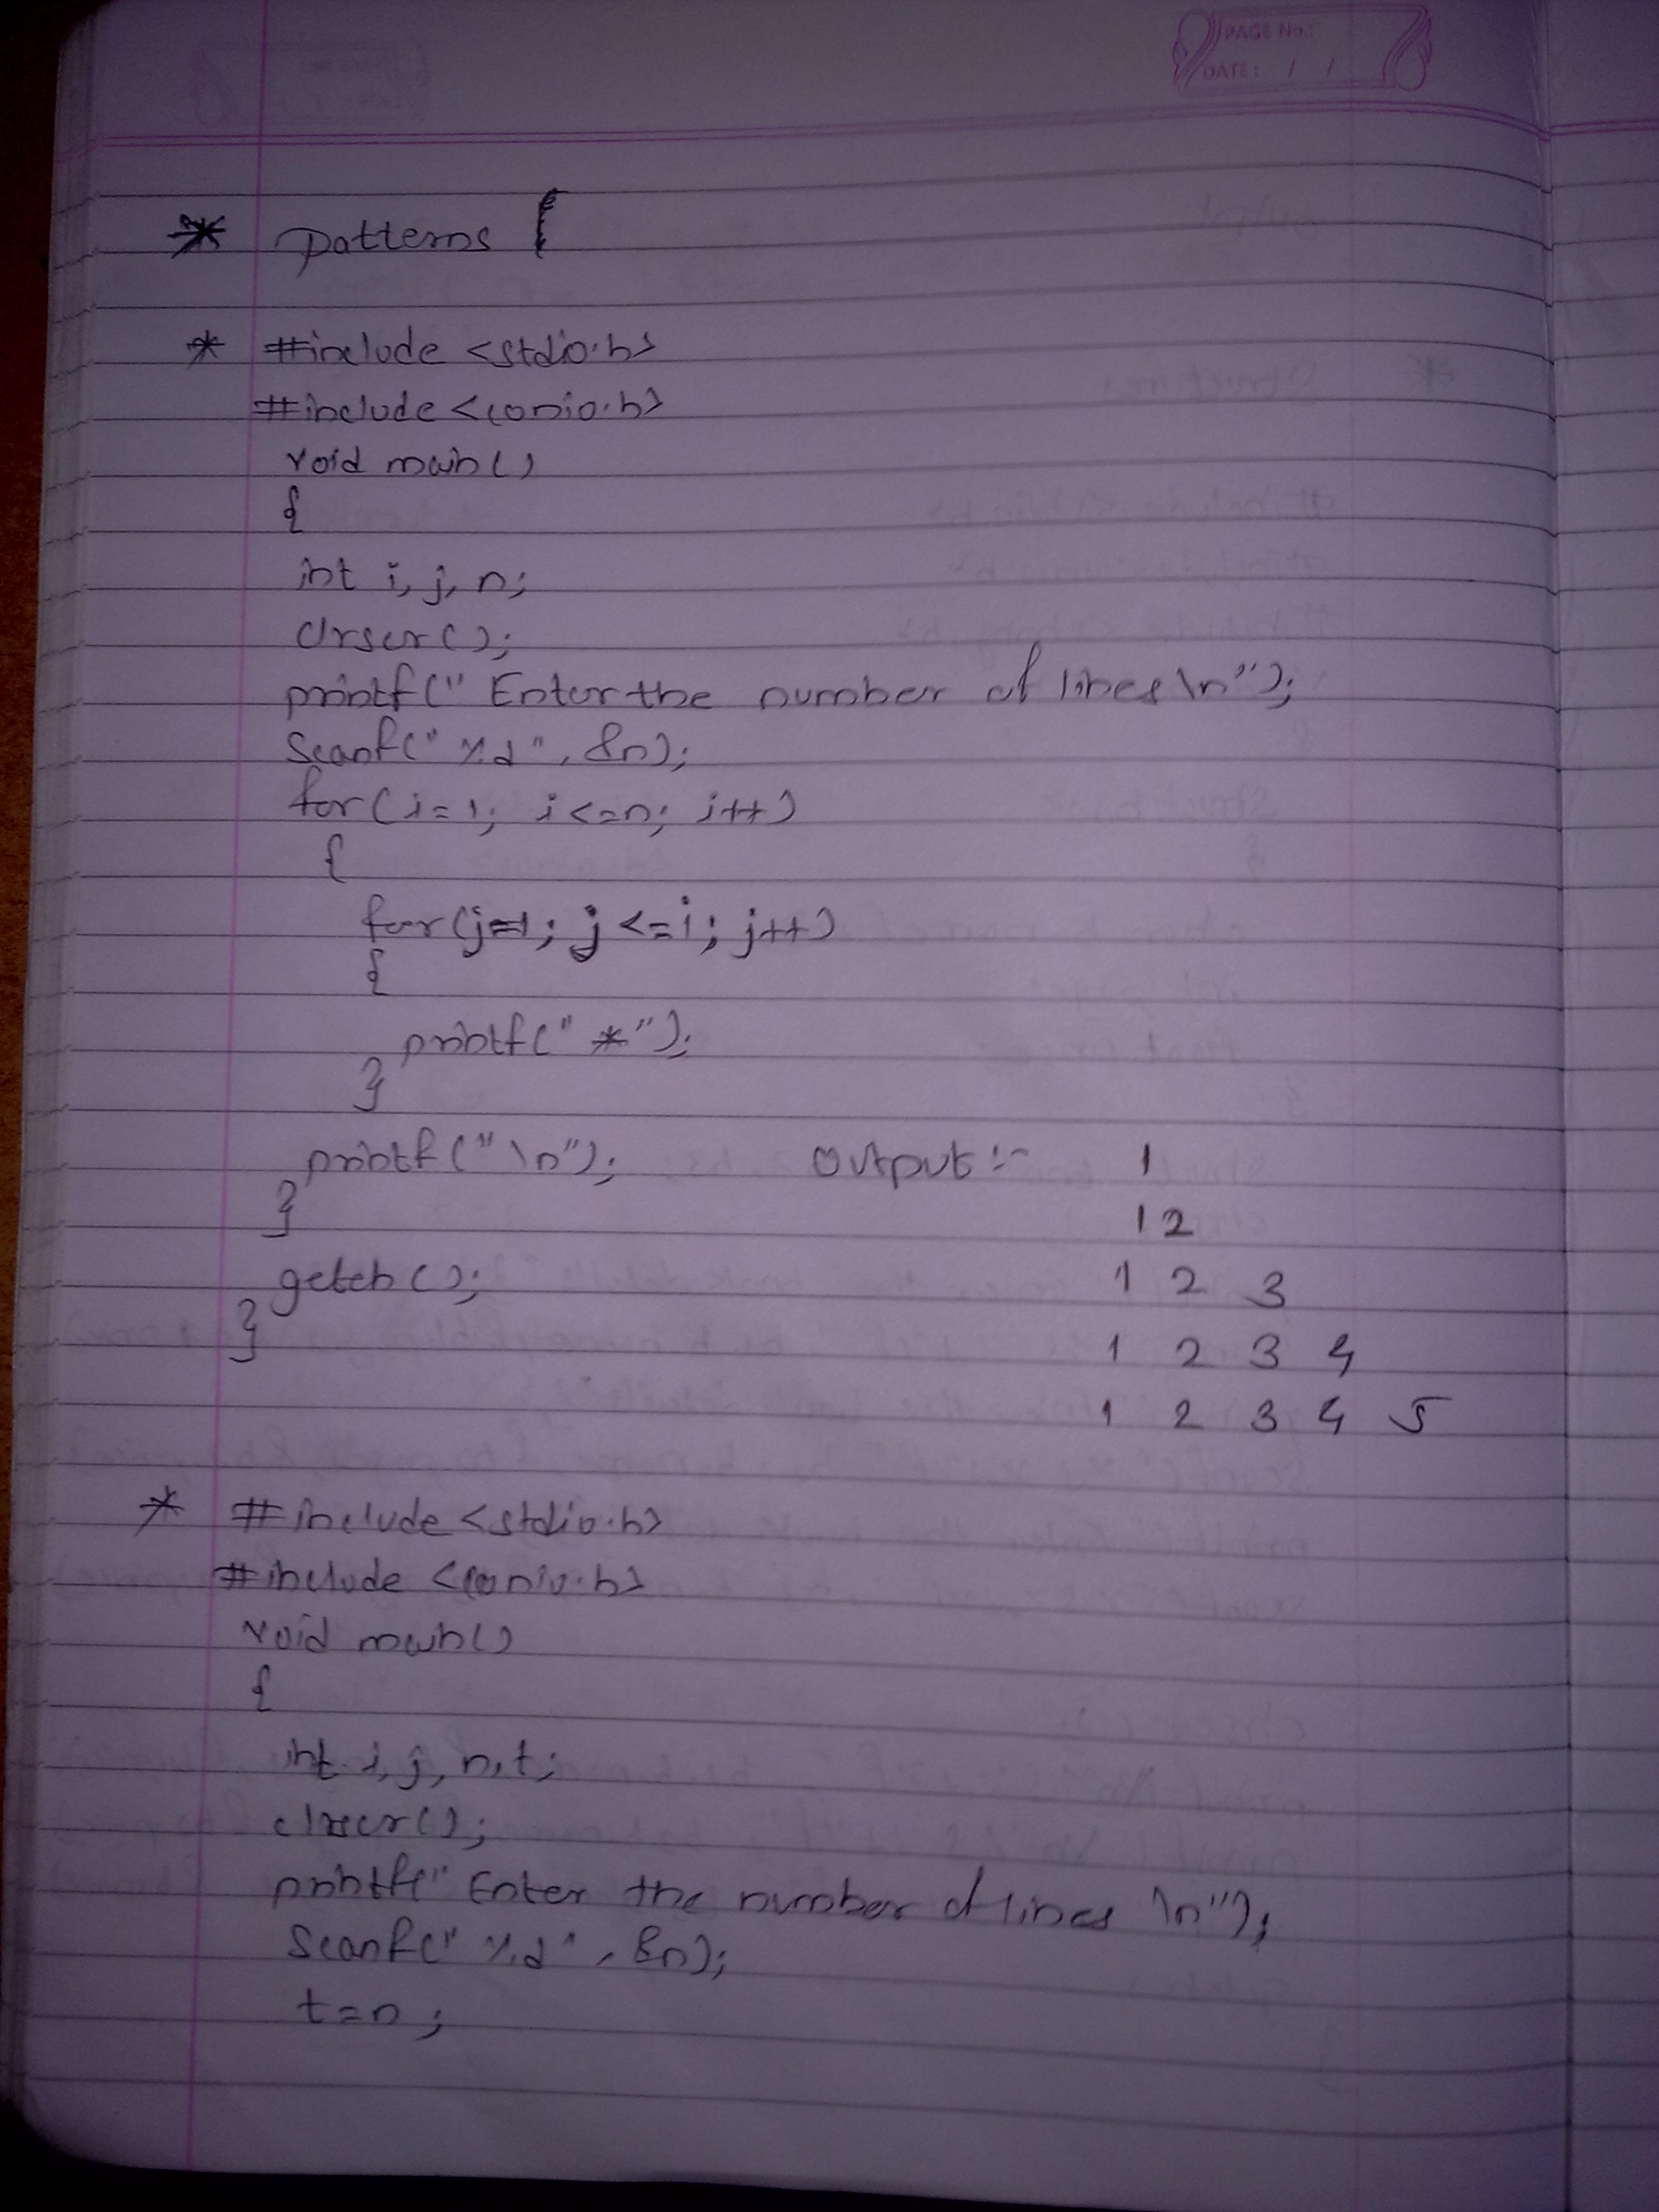 PAGE No.:
DATE: / /
* patterns
* #include <stdio.h>
#include <conio.h>
void main()
{
int i, j, n;
clrscr();
printf(" Enter the number of lines \n");
scanf("%d", &n);
for(i=1; i<=n; i++)
{
for(j=1; j<=i; j++)
{
printf(" *");
}
printf("\n"); output :- 1
} 1 2
getch(); 1 2 3
} 1 2 3 4
1 2 3 4 5
* #include <stdio.h>
#include <conio.h>
void main()
{
int i, j, n, t;
clrscr();
printf(" Enter the number of lines \n");
scanf("%d", &n);
t=n;